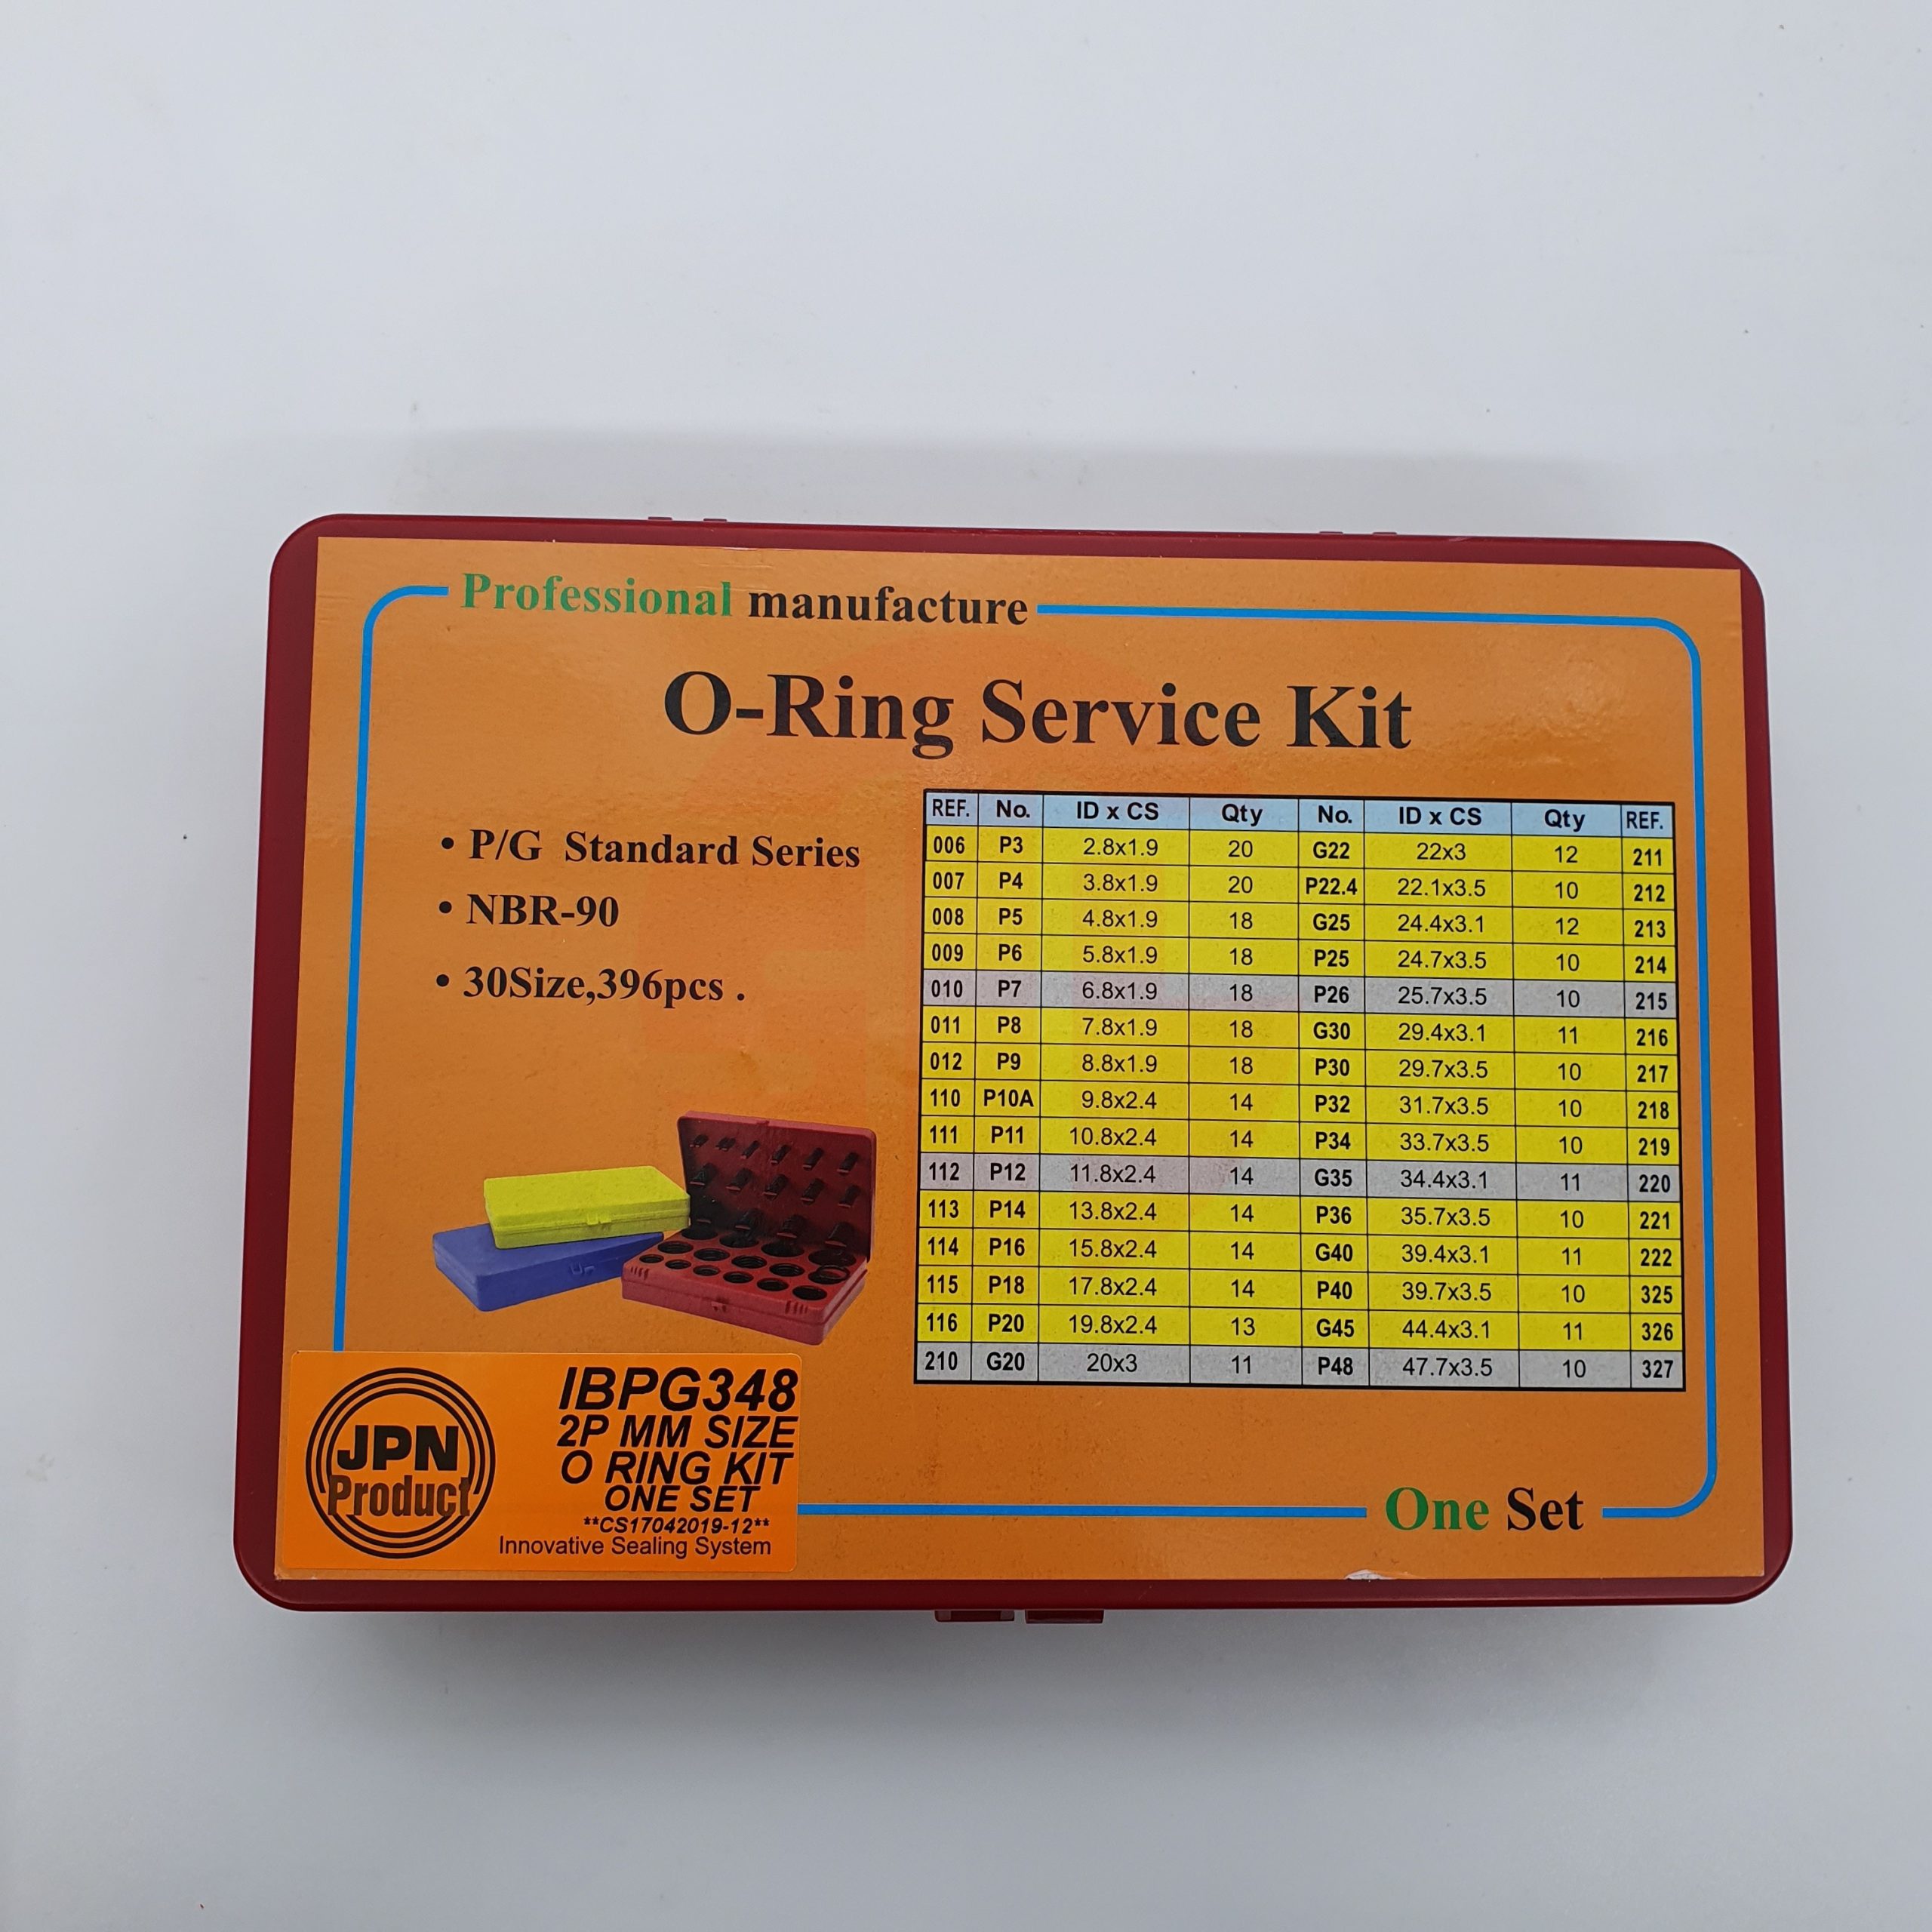 Professional manufacture
O-Ring Service Kit
• P/G Standard Series
• NBR-90
• 30Size,396pcs .
REF. No. ID x CS Qty No. ID x CS Qty REF.
006 P3 2.8x1.9 20 G22 22x3 12 211
007 P4 3.8x1.9 20 P22.4 22.1x3.5 10 212
008 P5 4.8x1.9 18 G25 24.4x3.1 12 213
009 P6 5.8x1.9 18 P25 24.7x3.5 10 214
010 P7 6.8x1.9 18 P26 25.7x3.5 10 215
011 P8 7.8x1.9 18 G30 29.4x3.1 11 216
012 P9 8.8x1.9 18 P30 29.7x3.5 10 217
110 P10A 9.8x2.4 14 P32 31.7x3.5 10 218
111 P11 10.8x2.4 14 P34 33.7x3.5 10 219
112 P12 11.8x2.4 14 G35 34.4x3.1 11 220
113 P14 13.8x2.4 14 P36 35.7x3.5 10 221
114 P16 15.8x2.4 14 G40 39.4x3.1 11 222
115 P18 17.8x2.4 14 P40 39.7x3.5 10 325
116 P20 19.8x2.4 13 G45 44.4x3.1 11 326
210 G20 20x3 11 P48 47.7x3.5 10 327
JPN
Product
IBPG348
2P MM SIZE
O RING KIT
ONE SET
**CS17042019-12**
Innovative Sealing System
One Set